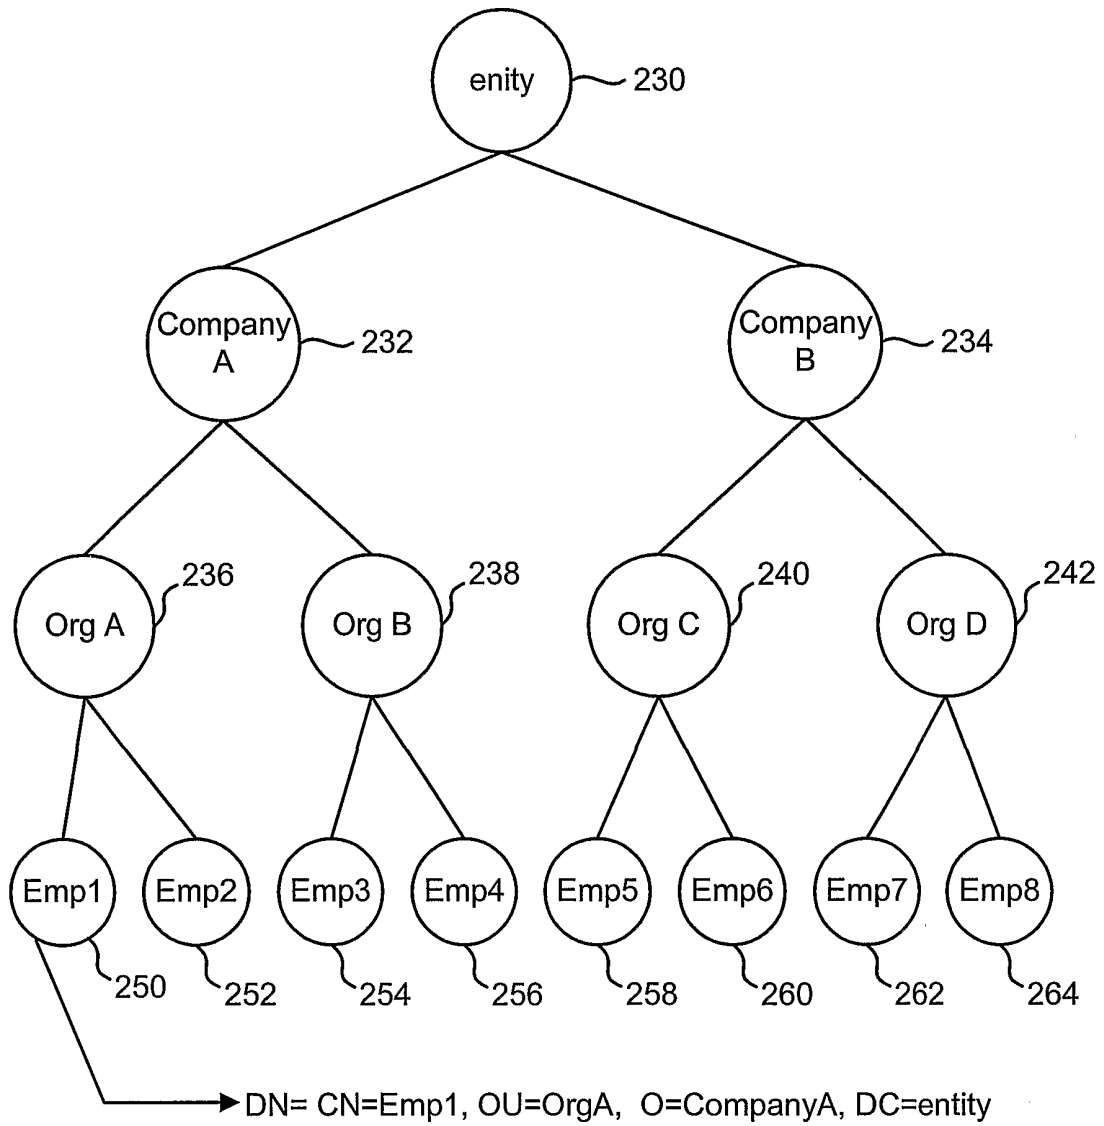 enity
230
Company
A
232
Company
B
234
Org A
236
Org B
238
Org C
240
Org D
242
Emp1
Emp2
Emp3
Emp4
Emp5
Emp6
Emp7
Emp8
250
252
254
256
258
260
262
264
DN= CN=Emp1, OU=OrgA, O=CompanyA, DC=entity